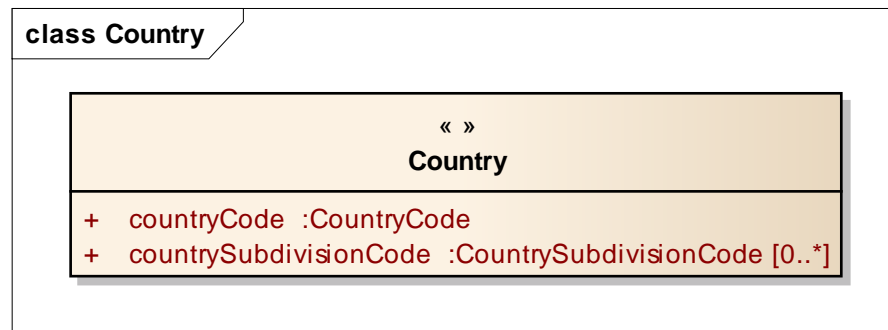 class Country
« »
Country
+ countryCode :CountryCode
+ countrySubdivisionCode :CountrySubdivisionCode [0..*]